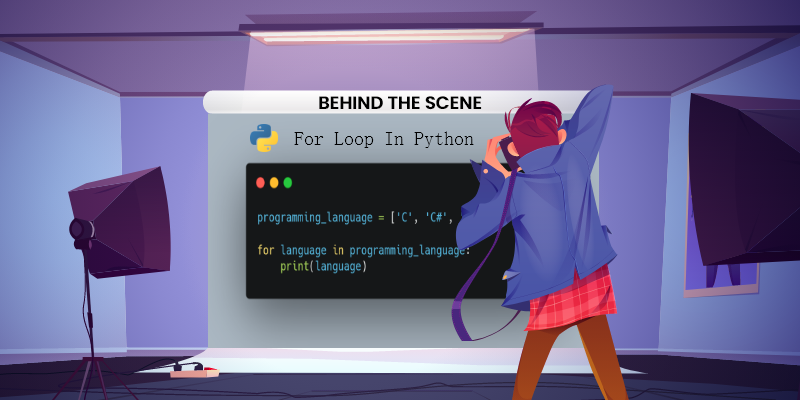 BEHIND THE SCENE
For Loop In Python
programming_language = ['C', 'C#',
for language in programming_language:
print(language)